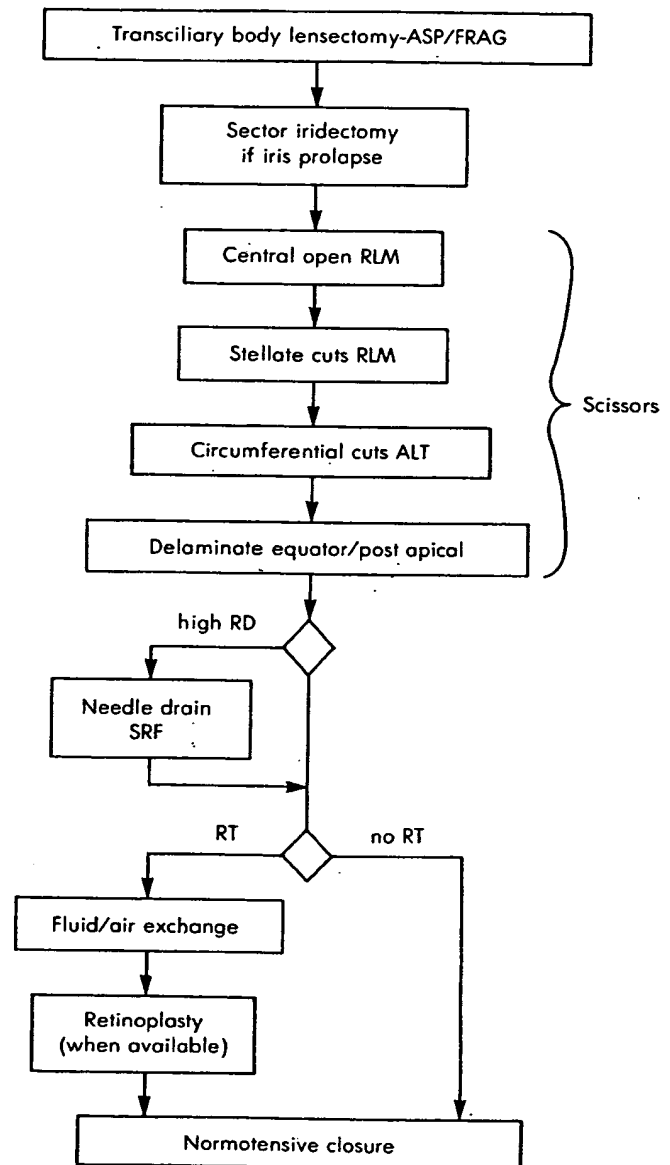 Transciliary body lensectomy-ASP/FRAG
Sector iridectomy
if iris prolapse
Central open RLM
Stellate cuts RLM
Circumferential cuts ALT
Delaminate equator/post apical
Scissors
high RD
Needle drain
SRF
RT
no RT
Fluid/air exchange
Retinoplasty
(when available)
Normotensive closure